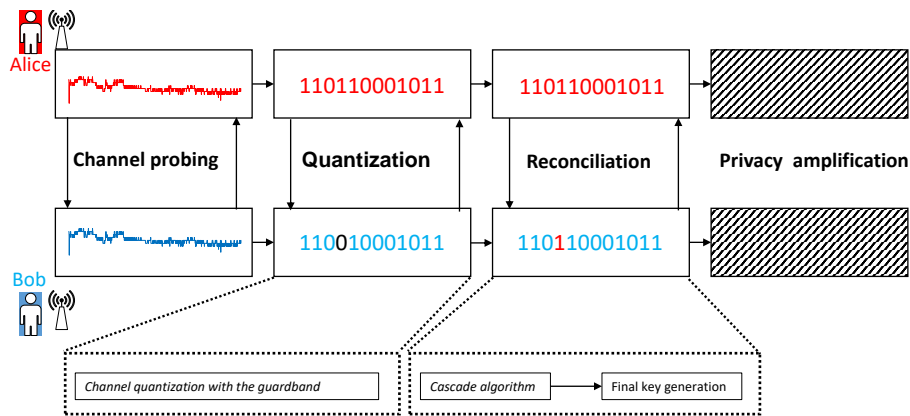 Alice
110110001011
110110001011
Channel probing
Quantization
Reconciliation
Privacy amplification
110010001011
110110001011
Bob
Channel quantization with the guardband
Cascade algorithm
Final key generation